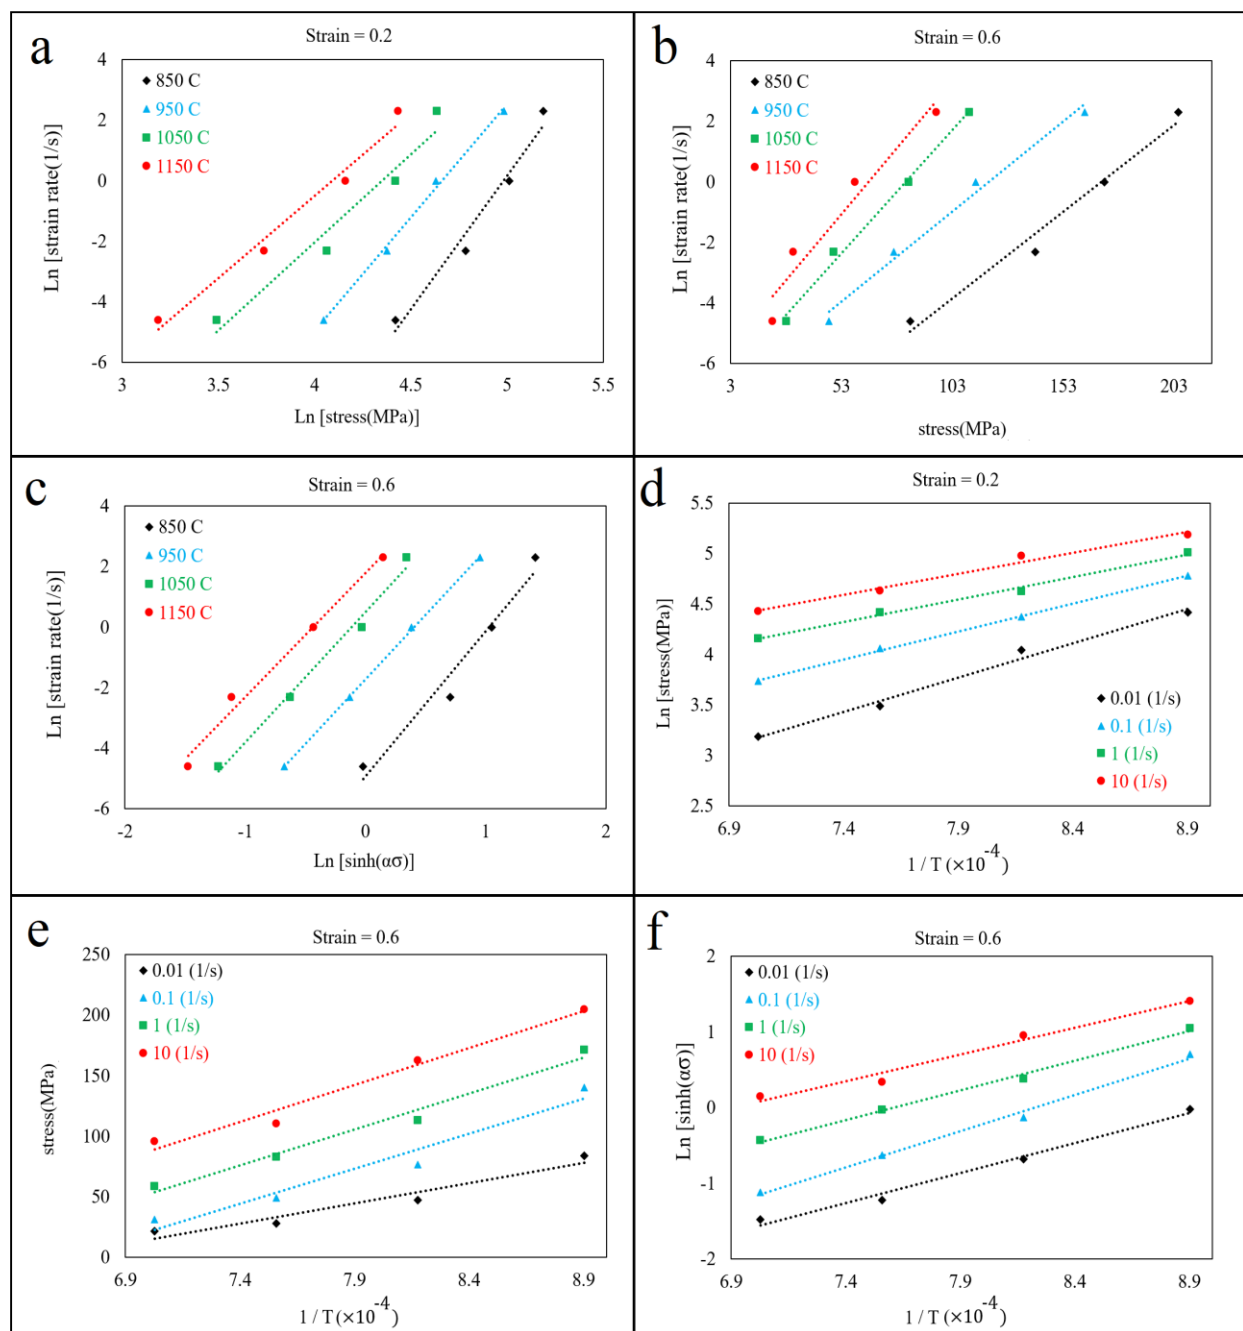 a
Strain = 0.2
850 C
950 C
1050 C
1150 C
Ln [strain rate(1/s)]
4
2
0
-2
-4
-6
3
3.5
4
4.5
5
5.5
Ln [stress(MPa)]
b
Strain = 0.6
850 C
950 C
1050 C
1150 C
Ln [strain rate(1/s)]
4
2
0
-2
-4
-6
3
53
103
153
203
stress(MPa)
c
Strain = 0.6
850 C
950 C
1050 C
1150 C
Ln [strain rate(1/s)]
4
2
0
-2
-4
-6
-2
-1
0
1
2
Ln [sinh(ασ)]
d
Strain = 0.2
Ln [stress(MPa)]
5.5
5
4.5
4
3.5
3
2.5
0.01 (1/s)
0.1 (1/s)
1 (1/s)
10 (1/s)
6.9
7.4
7.9
8.4
8.9
1 / T (×10⁻⁴)
e
Strain = 0.6
0.01 (1/s)
0.1 (1/s)
1 (1/s)
10 (1/s)
stress(MPa)
250
200
150
100
50
0
6.9
7.4
7.9
8.4
8.9
1 / T (×10⁻⁴)
f
Strain = 0.6
0.01 (1/s)
0.1 (1/s)
1 (1/s)
10 (1/s)
Ln [sinh(ασ)]
2
1
0
-1
-2
6.9
7.4
7.9
8.4
8.9
1 / T (×10⁻⁴)